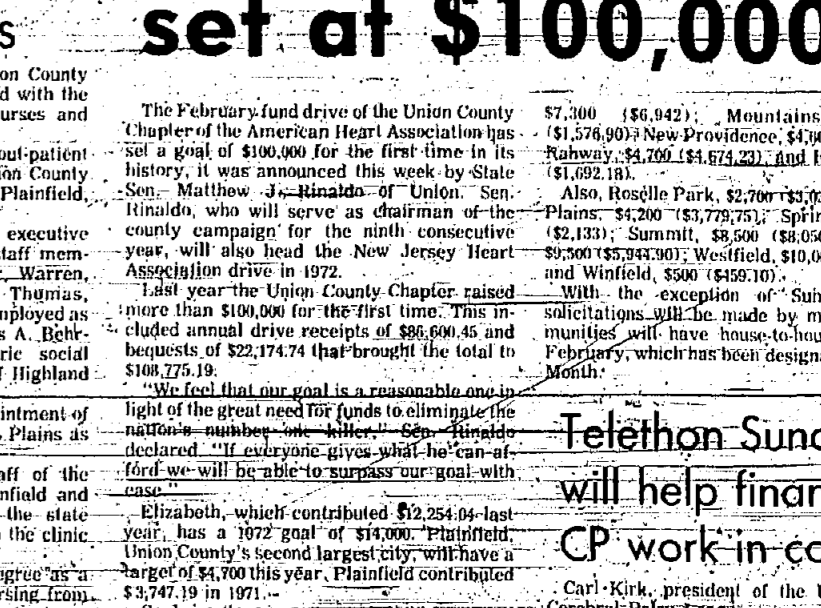 s
on County
d with the
urses and
out-patient
on County
Plainfield,
executive
taff mem-
Warren,
Thomas,
mployed as
s A. Behr-
ric social
f Highland
intment of
Plains as
aff of the
nfield and
the state
the clinic
egree as a
rsing from
set at $100,000
The February fund drive of the Union County
Chapter of the American Heart Association has
set a goal of $100,000 for the first time in its
history, it was announced this week by State
Sen. Matthew J. Rinaldo of Union. Sen.
Rinaldo, who will serve as chairman of the
county campaign for the ninth consecutive
year, will also head the New Jersey Heart
Association drive in 1972.
Last year the Union County Chapter raised
more than $100,000 for the first time. This in-
cluded annual drive receipts of $86,600.45 and
bequests of $22,174.74 that brought the total to
$108,775.19.
"We feel that our goal is a reasonable one in
light of the great need for funds to eliminate the
nation's number one killer," Sen. Rinaldo
declared. "If everyone gives what he can af-
ford we will be able to surpass our goal with
ease."
Elizabeth, which contributed $12,254.04 last
year, has a 1072 goal of $14,000. Plainfield,
Union County's second largest city, will have a
target of $4,700 this year. Plainfield contributed
$3,747.19 in 1971.
$7,300 ($6,942); Mountains
($1,576,90); New Providence, $4,
Rahway, $4,700 ($4,674.23), and
($1,692.18).
Also, Roselle Park, $2,700
Plains, $4,200 ($3,779,75); Spri
($2,133); Summit, $8,500
$9,500 ($5,944.90); Westfield, $10,0
and Winfield, $500 ($459.10).
With the exception of
solicitations will be made by m
munities will have house-to-hou
February, which has been design
Month.
Telethon Sun
will help finan
CP work in co
Carl Kirk, president of the